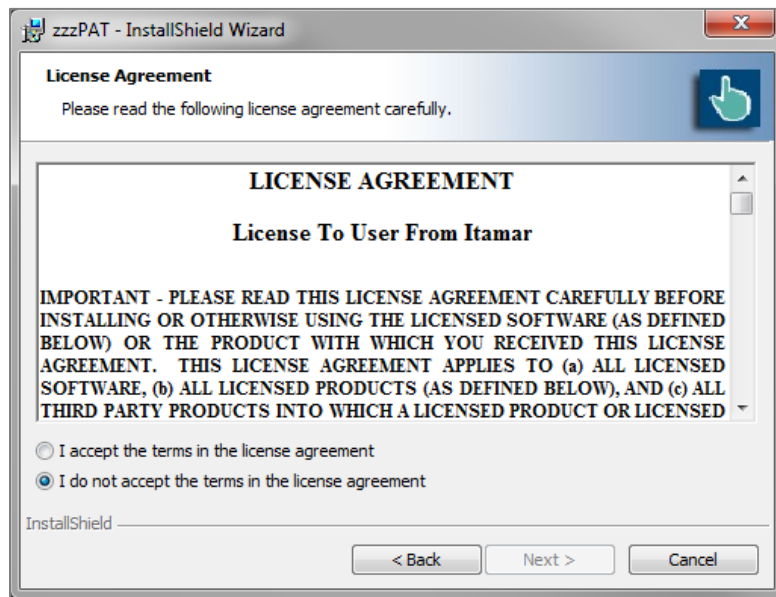 zzzPAT - InstallShield Wizard
License Agreement
Please read the following license agreement carefully.
LICENSE AGREEMENT
License To User From Itamar
IMPORTANT - PLEASE READ THIS LICENSE AGREEMENT CAREFULLY BEFORE
INSTALLING OR OTHERWISE USING THE LICENSED SOFTWARE (AS DEFINED
BELOW) OR THE PRODUCT WITH WHICH YOU RECEIVED THIS LICENSE
AGREEMENT. THIS LICENSE AGREEMENT APPLIES TO (a) ALL LICENSED
SOFTWARE, (b) ALL LICENSED PRODUCTS (AS DEFINED BELOW), AND (c) ALL
THIRD PARTY PRODUCTS INTO WHICH A LICENSED PRODUCT OR LICENSED
I accept the terms in the license agreement
I do not accept the terms in the license agreement
InstallShield
< Back
Next >
Cancel